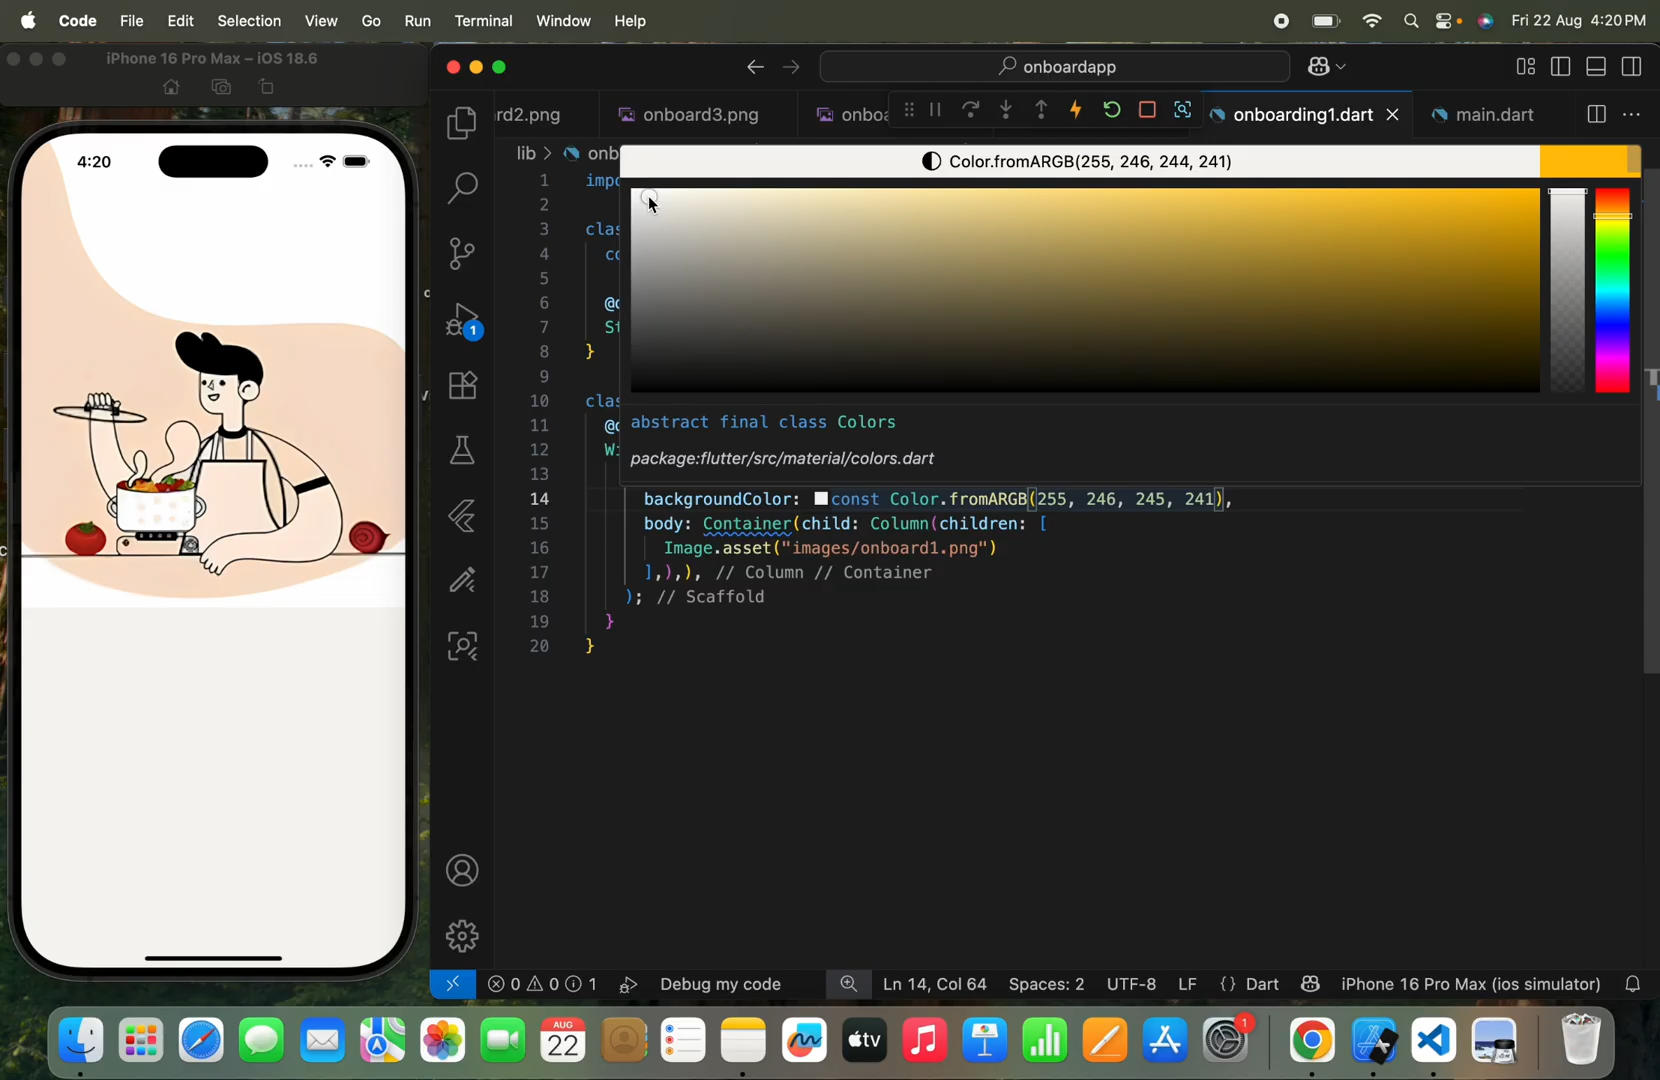 Code File Edit Selection View Go Run Terminal Window Help
Fri 22 Aug 4:20 PM
iPhone 16 Pro Max – iOS 18.6
onboardapp
rd2.png
onboard3.png
onboa
onboarding1.dart
main.dart
4:20
lib > onb
Color.fromARGB(255, 246, 244, 241)
1 impo
2
3 clas
4 co
5
6 @o
7 St
8 }
9
10 clas
11 @o
12 Wi
13
abstract final class Colors
package:flutter/src/material/colors.dart
14 backgroundColor: const Color.fromARGB(255, 246, 245, 241),
15 body: Container(child: Column(children: [
16 Image.asset("images/onboard1.png")
17 ],),), // Column // Container
18 ); // Scaffold
19 }
20 }
1
0 0 1 Debug my code
Ln 14, Col 64 Spaces: 2 UTF-8 LF {} Dart iPhone 16 Pro Max (ios simulator)
AUG
22
tv
1